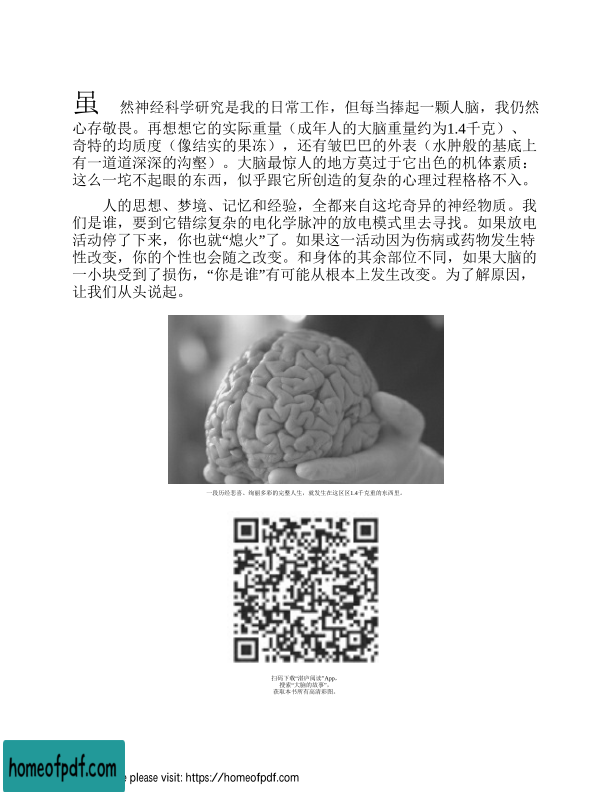 虽 然神经科学研究是我的日常工作，但每当捧起一颗人脑，我仍然
心存敬畏。再想想它的实际重量（成年人的大脑重量约为1.4千克）、
奇特的均质度（像结实的果冻），还有皱巴巴的外表（水肿般的基底上
有一道道深深的沟壑）。大脑最惊人的地方莫过于它出色的机体素质：
这么一坨不起眼的东西，似乎跟它所创造的复杂的心理过程格格不入。
人的思想、梦境、记忆和经验，全都来自这坨奇异的神经物质。我
们是谁，要到它错综复杂的电化学脉冲的放电模式里去寻找。如果放电
活动停了下来，你也就“熄火”了。如果这一活动因为伤病或药物发生特
性改变，你的个性也会随之改变。和身体的其余部位不同，如果大脑的
一小块受到了损伤，“你是谁”有可能从根本上发生改变。为了解原因，
让我们从头说起。
一段历经悲喜、绚丽多彩的完整人生，就发生在这区区1.4千克重的东西里。
扫码下载“湛庐阅读”App，
搜索“大脑的故事”，
获取本书所有高清彩图。
homeofpdf.com
e please visit: https://homeofpdf.com